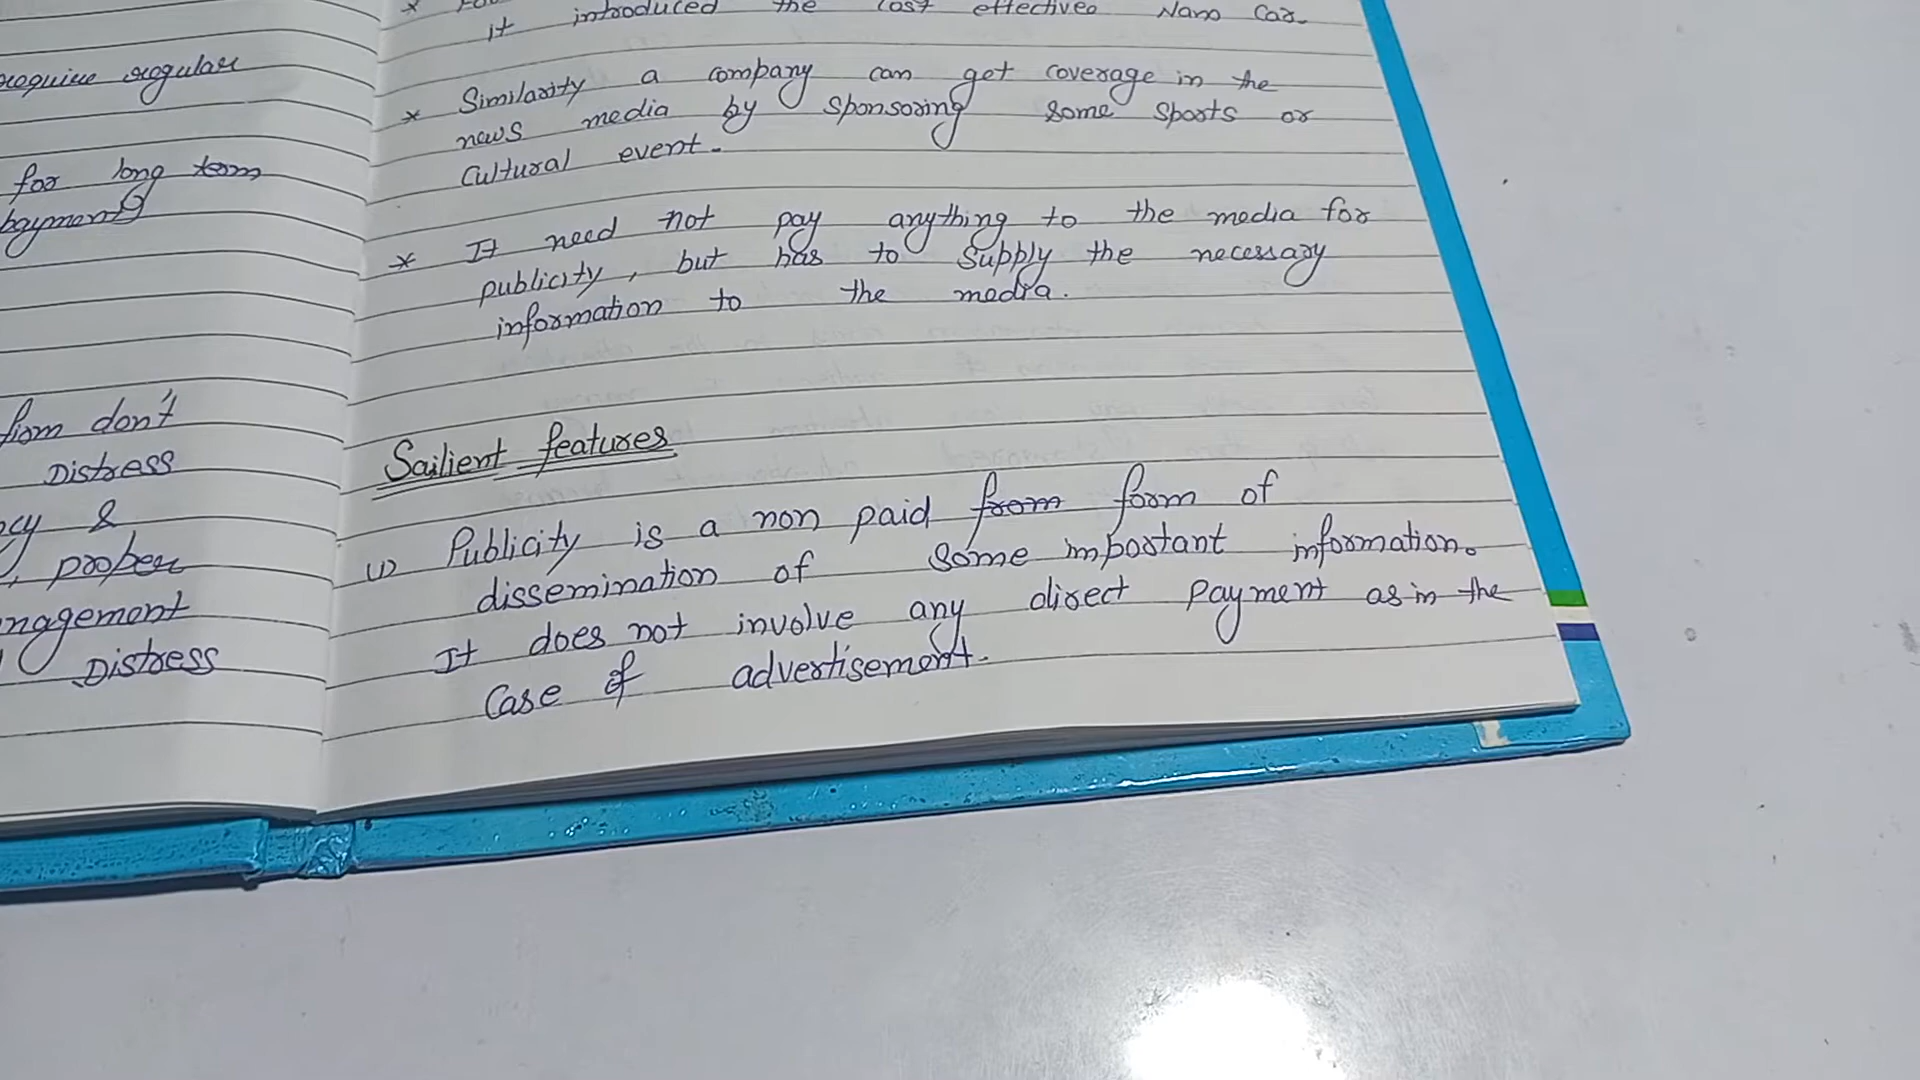 require regular
for long term
payment
firm don't
Distress
cy &
, proper
nagement
Distress
it introduced the cost effectivee Nano Car.
* Similarity a company can get coverage in the
news media by sponsoring some sports or
cultural event.
* It need not pay anything to the media for
publicity, but has to supply the necessary
information to the media.
Sailient features
(1) Publicity is a non paid from form of
dissemination of some important information.
It does not involve any direct payment as in the
case of advertisement.